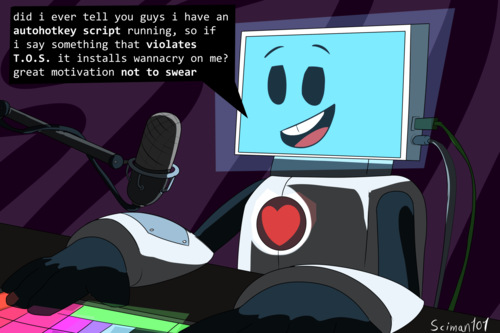 did i ever tell you guys i have an
autohotkey script running, so if
i say something that violates
T.O.S. it installs wannacry on me?
great motivation not to swear
Sciman101